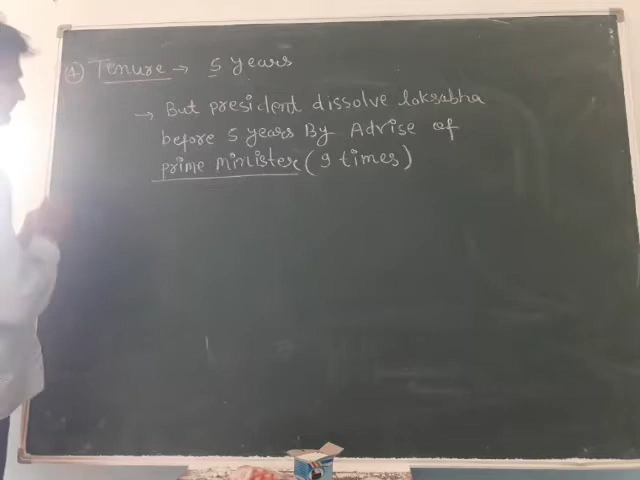 ④ Tenure → 5 years
→ But president dissolve loksabha
before 5 years By Advise of
prime minister (9 times)